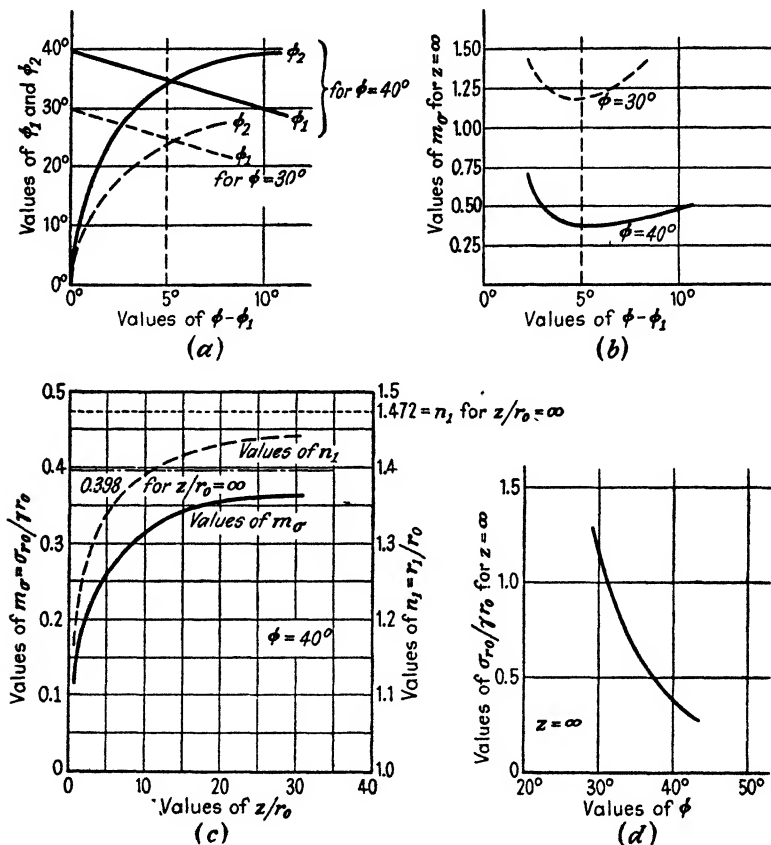 40°
30°
20°
10°
0°
Values of ϕ1 and ϕ2
ϕ2
ϕ1
for ϕ=40°
ϕ2
ϕ1
for ϕ=30°
0°
5°
10°
Values of ϕ-ϕ1
(a)
1.50
1.25
1.00
0.75
0.50
0.25
Values of mσ for z=∞
ϕ=30°
ϕ=40°
0°
5°
10°
Values of ϕ-ϕ1
(b)
0.5
0.4
0.3
0.2
0.1
0
Values of mσ=σr0/γr0
1.5
1.4
1.3
1.2
1.1
1.0
Values of n1=r1/r0
1.472=n1 for z/r0=∞
Values of n1
0.398 for z/r0=∞
Values of mσ
ϕ=40°
0
10
20
30
40
Values of z/r0
(c)
1.5
1.0
0.5
0
Values of σr0/γr0 for z=∞
z=∞
20°
30°
40°
50°
Values of ϕ
(d)